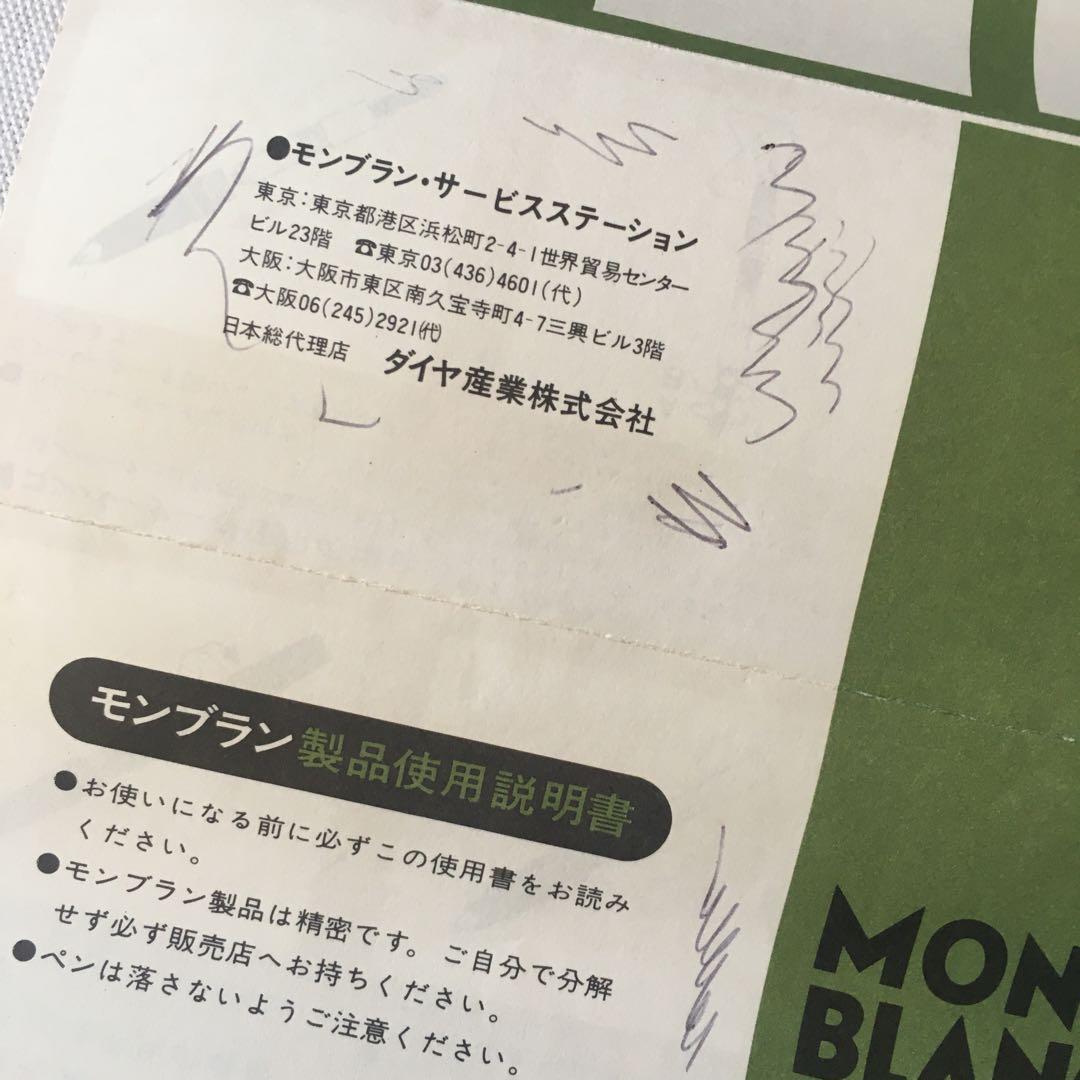 ●モンブラン・サービスステーション
東京：東京都港区浜松町2-4-1世界貿易センター
ビル23階 ☎東京03(436)4601(代)
大阪：大阪市東区南久宝寺町4-7三興ビル3階
☎大阪06(245)2921㈹
日本総代理店 ダイヤ産業株式会社
モンブラン製品使用説明書
●お使いになる前に必ずこの使用書をお読み
ください。
●モンブラン製品は精密です。ご自分で分解
せず必ず販売店へお持ちください。
●ペンは落さないようご注意ください。
MON
BLAN